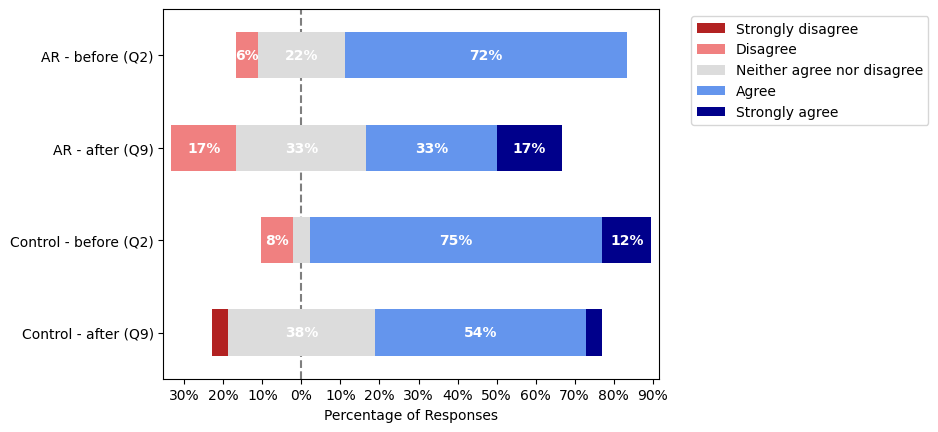 Strongly disagree
Disagree
Neither agree nor disagree
Agree
Strongly agree
AR - before (Q2)
6%
22%
72%
AR - after (Q9)
17%
33%
33%
17%
Control - before (Q2)
8%
75%
12%
Control - after (Q9)
38%
54%
30% 20% 10% 0% 10% 20% 30% 40% 50% 60% 70% 80% 90%
Percentage of Responses